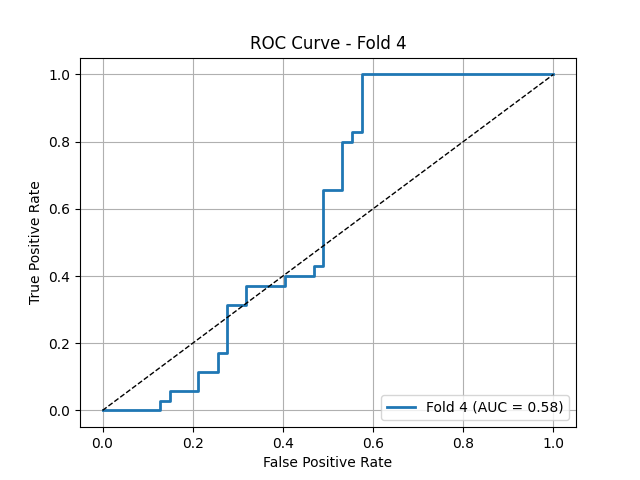 ROC Curve - Fold 4
True Positive Rate
1.0
0.8
0.6
0.4
0.2
0.0
Fold 4 (AUC = 0.58)
0.0 0.2 0.4 0.6 0.8 1.0
False Positive Rate